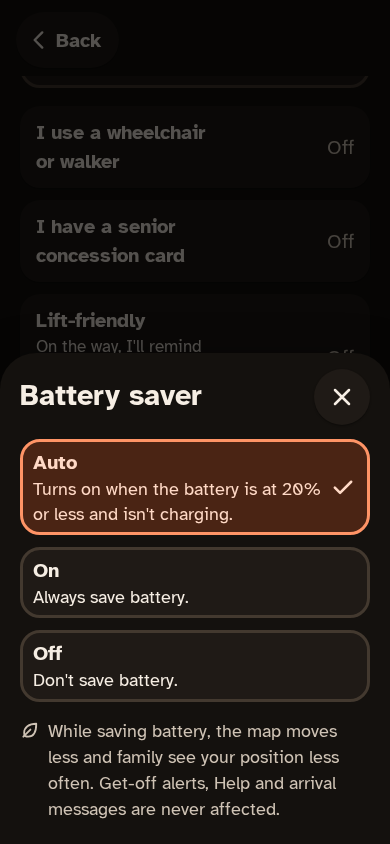 Back
I use a wheelchair
or walker
Off
I have a senior
concession card
Off
Lift-friendly
On the way, I'll remind
Battery saver
Auto
Turns on when the battery is at 20%
or less and isn't charging.
On
Always save battery.
Off
Don't save battery.
While saving battery, the map moves
less and family see your position less
often. Get-off alerts, Help and arrival
messages are never affected.